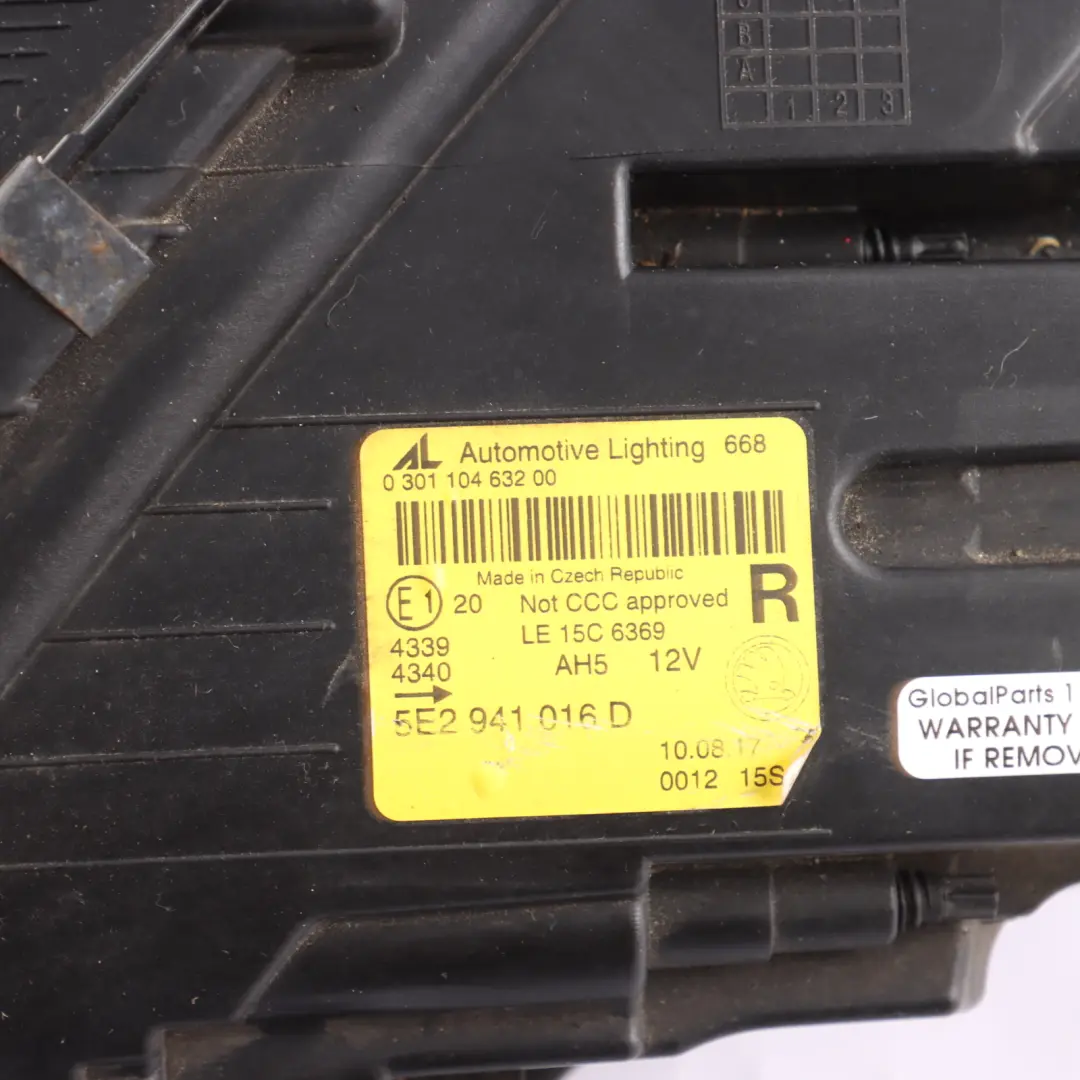 B
A
1 2 3
AL Automotive Lighting 668
0 301 104 632 00
Made in Czech Republic
E1 20 Not CCC approved R
4339 LE 15C 6369
4340 AH5 12V
5E2 941 016 D
10.08.17
0012 15S
GlobalParts 1
WARRANTY
IF REMOV